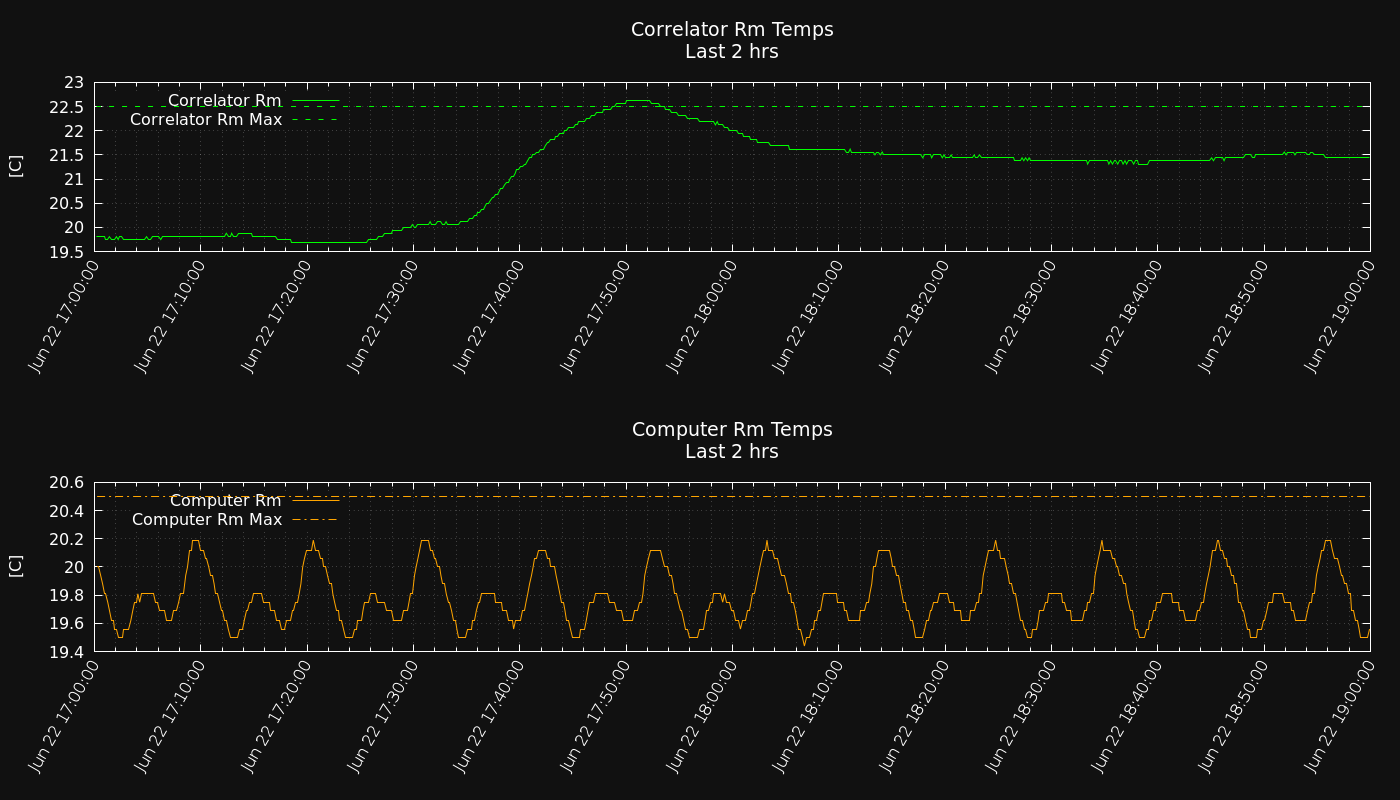 Correlator Rm Temps
Last 2 hrs
23
22.5
22
21.5
21
20.5
20
19.5
[C]
Correlator Rm
Correlator Rm Max
Jun 22 17:00:00
Jun 22 17:10:00
Jun 22 17:20:00
Jun 22 17:30:00
Jun 22 17:40:00
Jun 22 17:50:00
Jun 22 18:00:00
Jun 22 18:10:00
Jun 22 18:20:00
Jun 22 18:30:00
Jun 22 18:40:00
Jun 22 18:50:00
Jun 22 19:00:00
Computer Rm Temps
Last 2 hrs
20.6
20.4
20.2
20
19.8
19.6
19.4
[C]
Computer Rm
Computer Rm Max
Jun 22 17:00:00
Jun 22 17:10:00
Jun 22 17:20:00
Jun 22 17:30:00
Jun 22 17:40:00
Jun 22 17:50:00
Jun 22 18:00:00
Jun 22 18:10:00
Jun 22 18:20:00
Jun 22 18:30:00
Jun 22 18:40:00
Jun 22 18:50:00
Jun 22 19:00:00